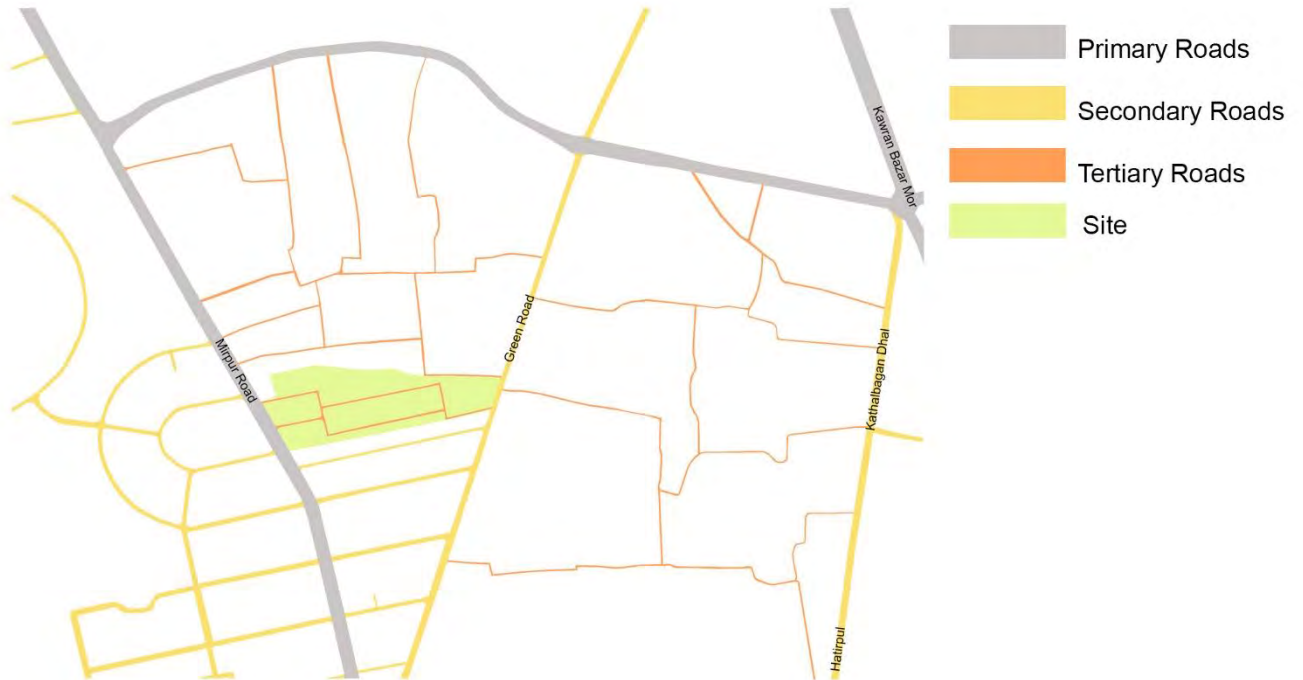 Primary Roads
Secondary Roads
Tertiary Roads
Site
Kawran Bazar Mor
Green Road
Mirpur Road
Kathalbagan Dhal
Hatirpul